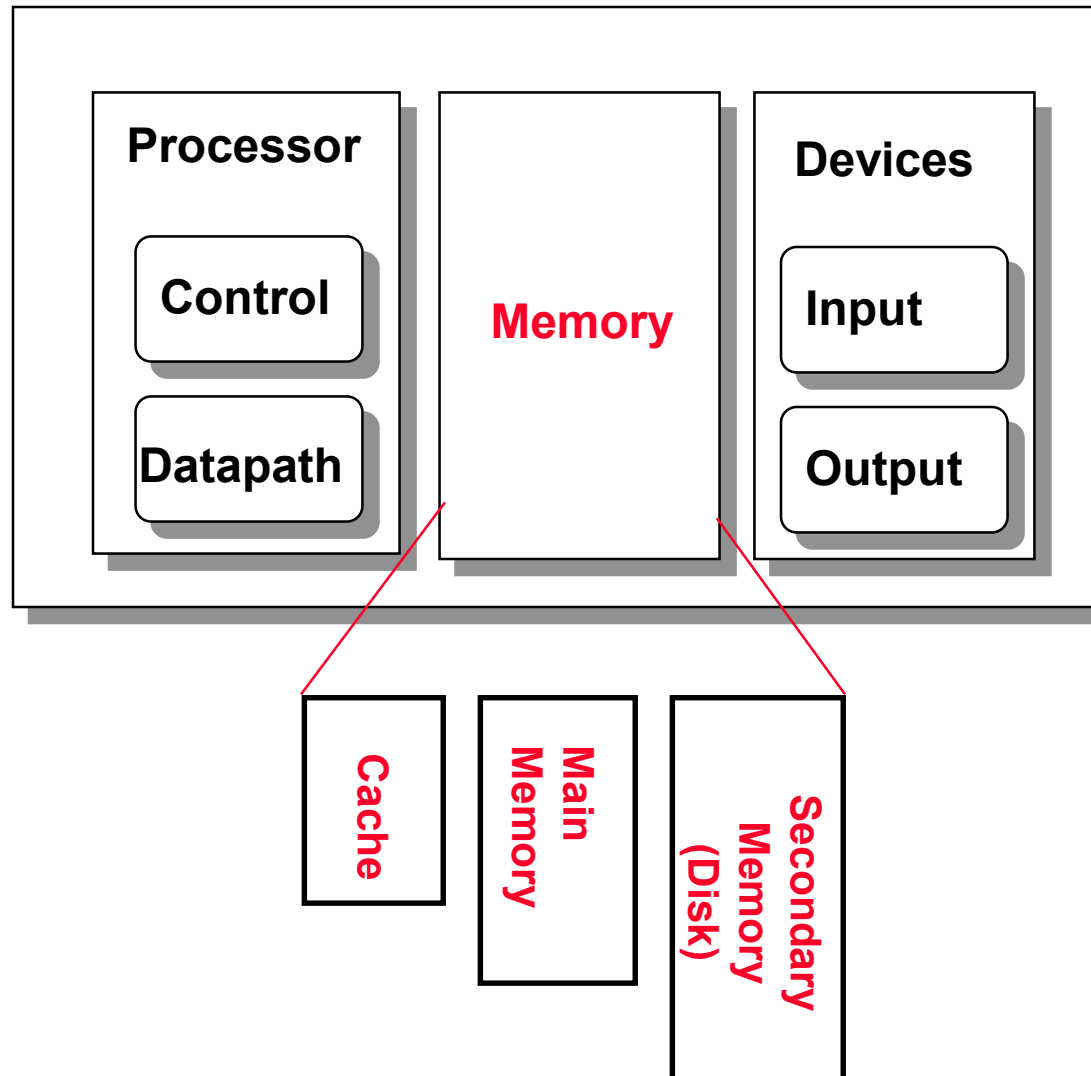 Processor
Control
Datapath
Memory
Devices
Input
Output
Cache
Main
Memory
Secondary
Memory
(Disk)